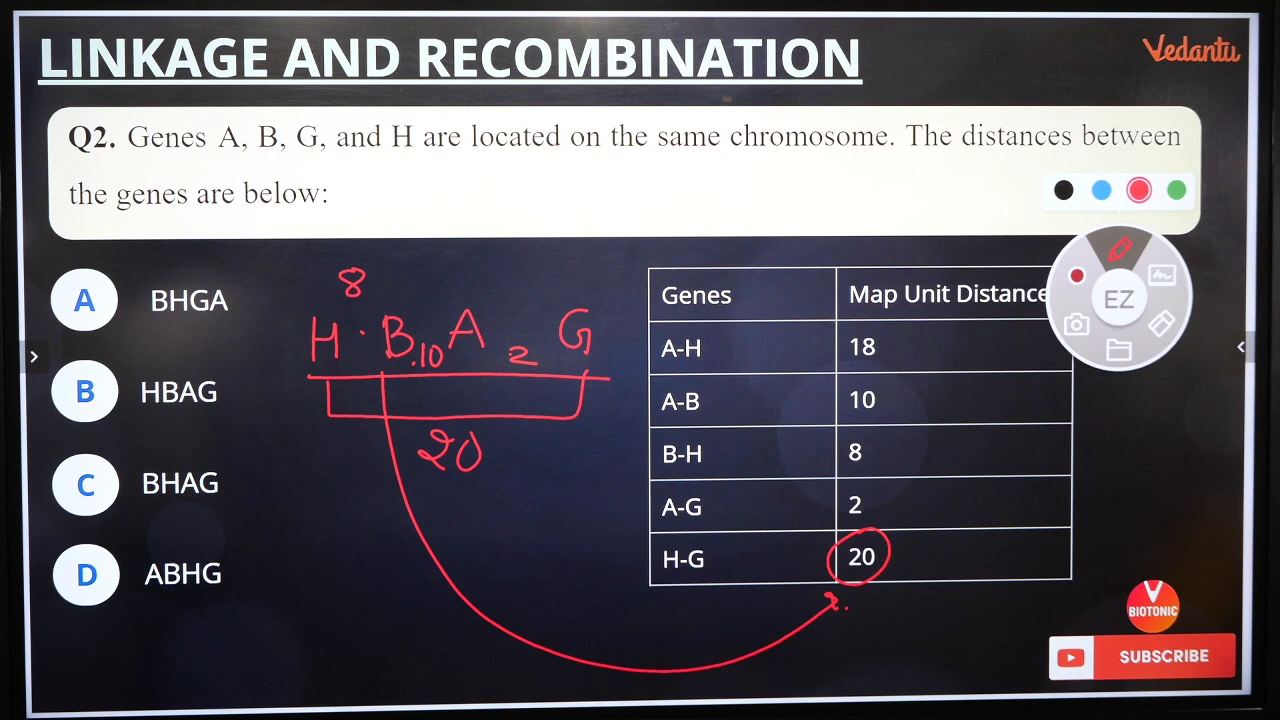 LINKAGE AND RECOMBINATION
Vedantu
Q2. Genes A, B, G, and H are located on the same chromosome. The distances between
the genes are below:
EZ
A BHGA
B HBAG
C BHAG
D ABHG
8
H . B .10 A 2 G
20
Genes Map Unit Distance
A-H 18
A-B 10
B-H 8
A-G 2
H-G 20
V
BIOTONIC
SUBSCRIBE